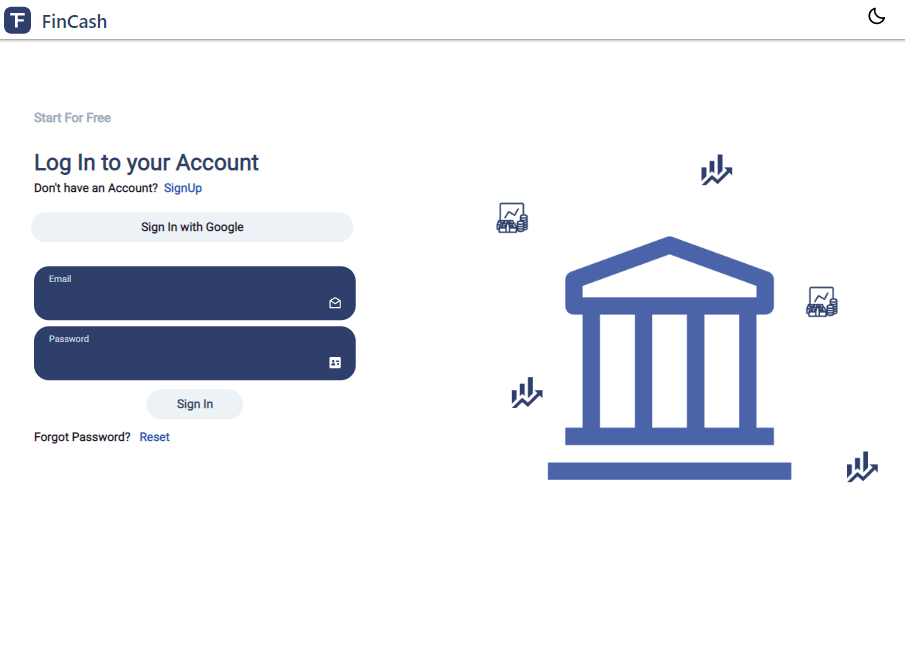 FinCash
Start For Free
Log In to your Account
Don't have an Account? SignUp
Sign In with Google
Email
Password
Sign In
Forgot Password? Reset